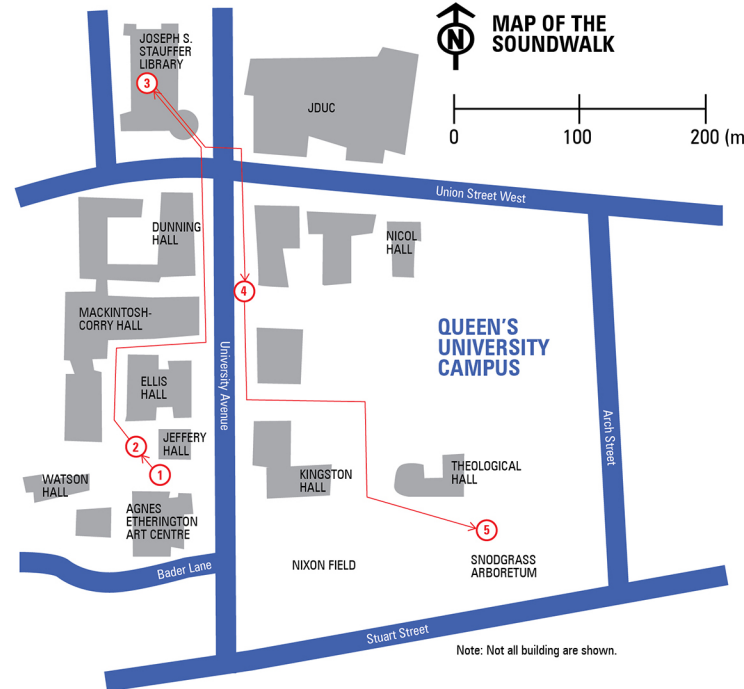 MAP OF THE
SOUNDWALK
N
0 100 200 (m
JOSEPH S.
STAUFFER
LIBRARY
3
JDUC
Union Street West
DUNNING
HALL
NICOL
HALL
4
MACKINTOSH-
CORRY HALL
QUEEN'S
UNIVERSITY
CAMPUS
University Avenue
ELLIS
HALL
Arch Street
JEFFERY
HALL
2
1
WATSON
HALL
KINGSTON
HALL
THEOLOGICAL
HALL
AGNES
ETHERINGTON
ART CENTRE
5
Bader Lane
NIXON FIELD
SNODGRASS
ARBORETUM
Stuart Street
Note: Not all building are shown.